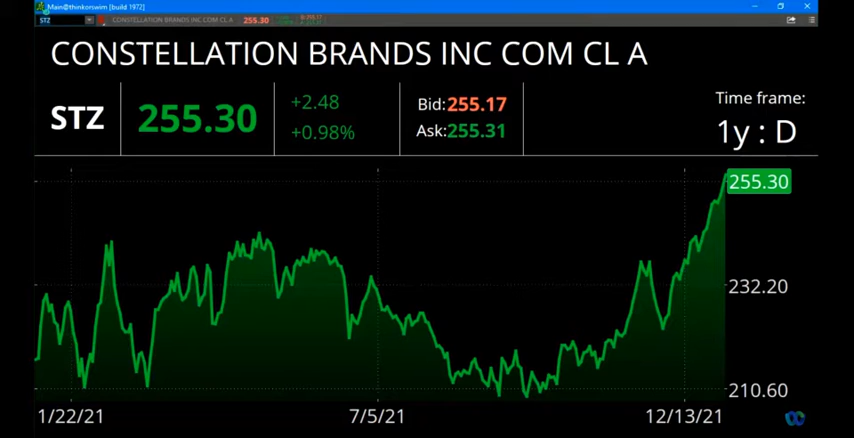 Main@thinkorswim [build 1972]
STZ CONSTELLATION BRANDS INC COM CL A 255.30
CONSTELLATION BRANDS INC COM CL A
STZ
255.30
+2.48
+0.98%
Bid: 255.17
Ask: 255.31
Time frame:
1y : D
255.30
232.20
210.60
1/22/21 7/5/21 12/13/21